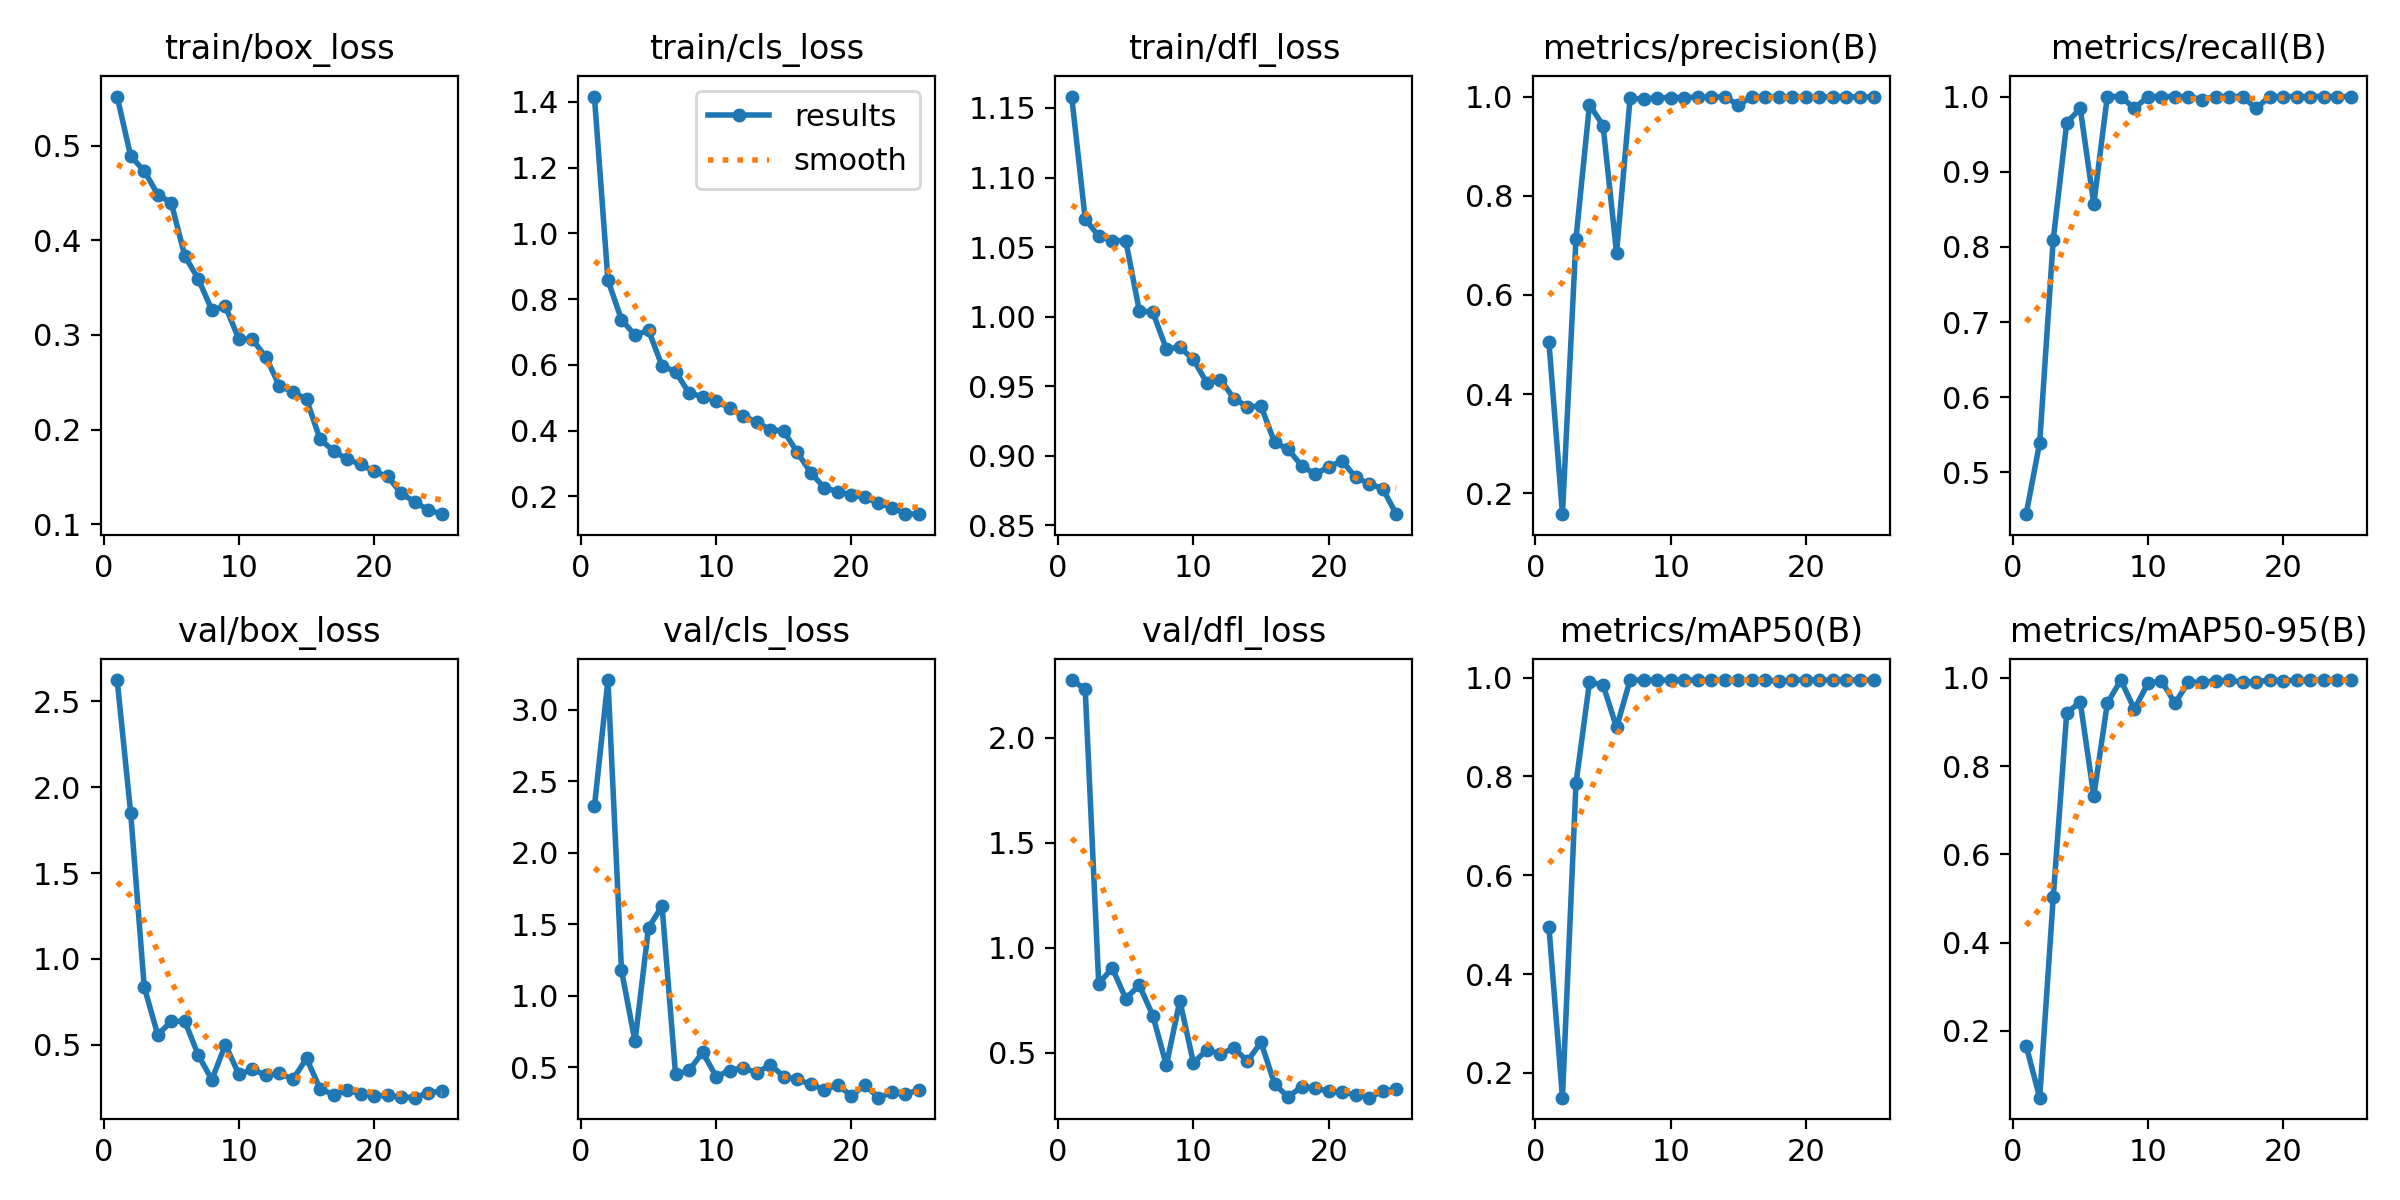 train/box_loss
train/cls_loss
train/dfl_loss
metrics/precision(B)
metrics/recall(B)
0.5
0.4
0.3
0.2
0.1
0 10 20
1.4
1.2
1.0
0.8
0.6
0.4
0.2
0 10 20
results
smooth
1.15
1.10
1.05
1.00
0.95
0.90
0.85
0 10 20
1.0
0.8
0.6
0.4
0.2
0 10 20
1.0
0.9
0.8
0.7
0.6
0.5
0 10 20
val/box_loss
val/cls_loss
val/dfl_loss
metrics/mAP50(B)
metrics/mAP50-95(B)
2.5
2.0
1.5
1.0
0.5
0 10 20
3.0
2.5
2.0
1.5
1.0
0.5
0 10 20
2.0
1.5
1.0
0.5
0 10 20
1.0
0.8
0.6
0.4
0.2
0 10 20
1.0
0.8
0.6
0.4
0.2
0 10 20